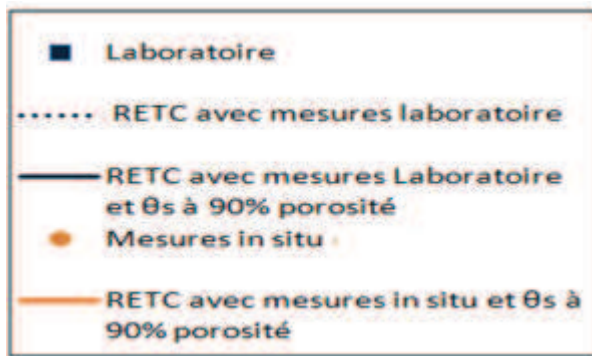 Laboratoire
RETC avec mesures laboratoire
RETC avec mesures Laboratoire
et θs à 90% porosité
Mesures in situ
RETC avec mesures in situ et θs à
90% porosité